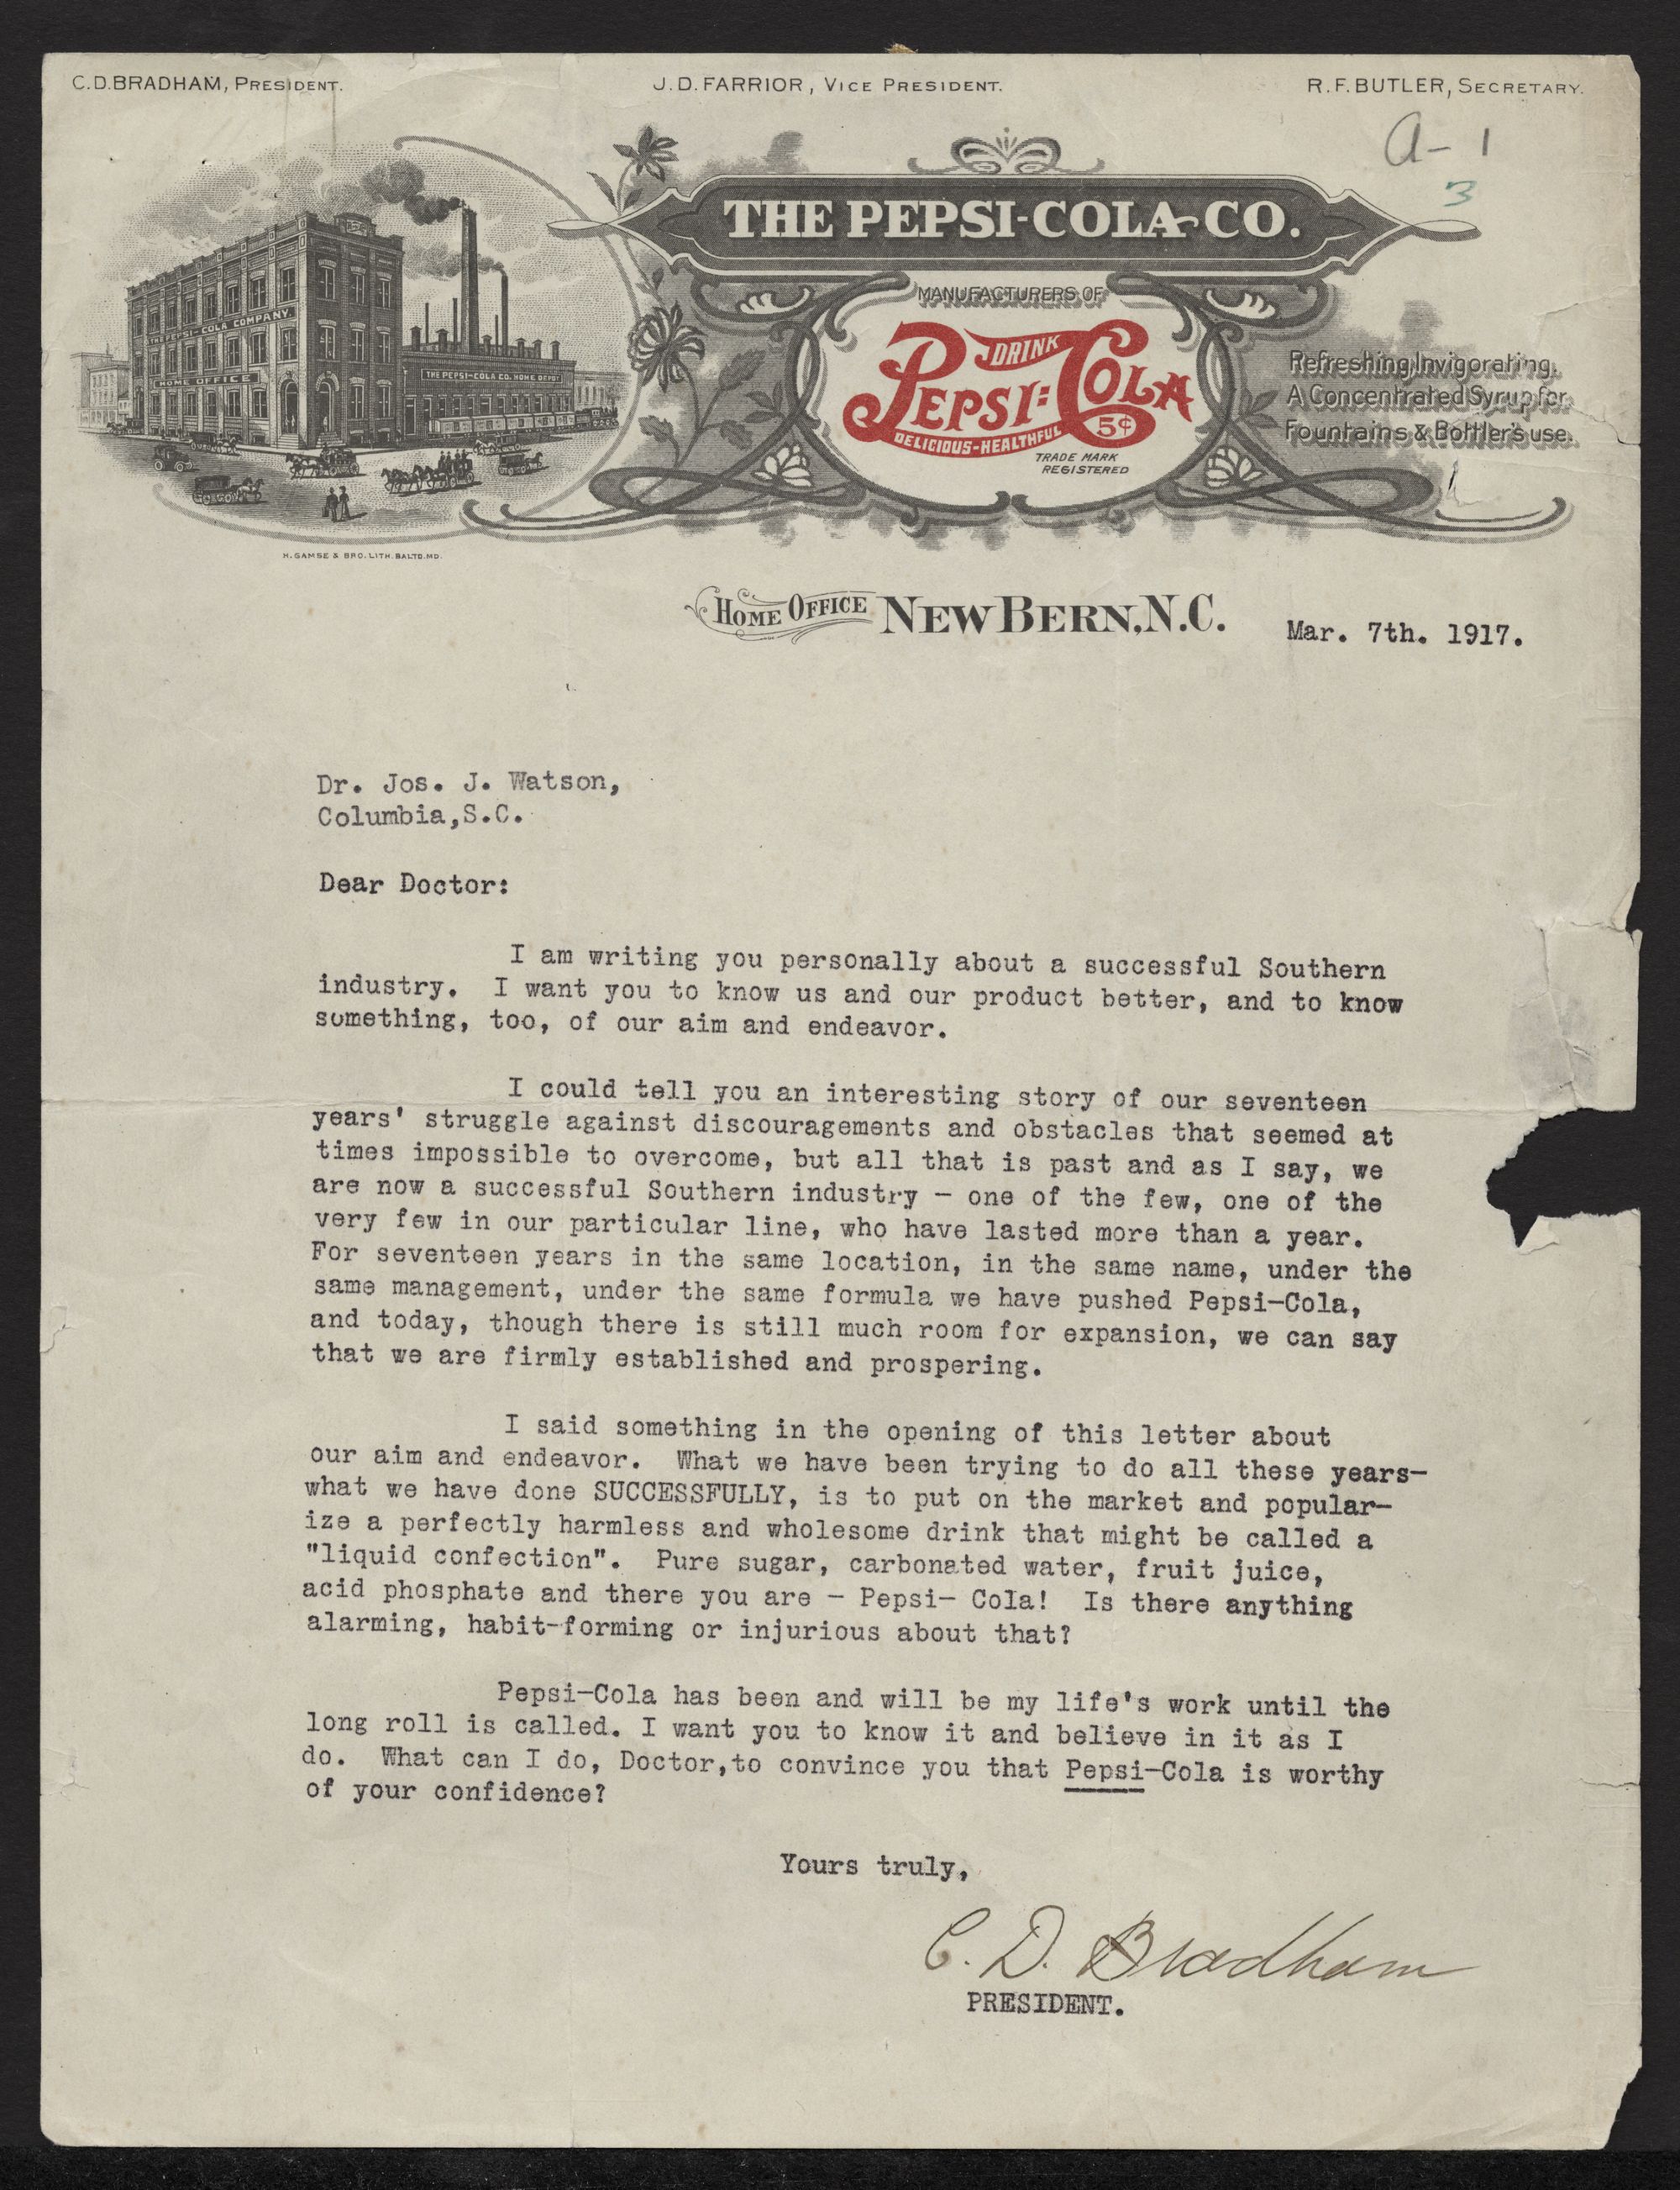 C.D.BRADHAM, PRESIDENT.
J.D.FARRIOR, VICE PRESIDENT.
R.F.BUTLER, SECRETARY.
a-1
3
THE PEPSI-COLA CO.
MANUFACTURERS OF
DRINK
PEPSI=COLA
5¢
DELICIOUS-HEALTHFUL
TRADE MARK
REGISTERED
Refreshing, Invigorating.
A Concentrated Syrup for
Fountains & Bottler's use.
THE PEPSI-COLA COMPANY.
HOME OFFICE
THE PEPSI-COLA CO. HOME DEPOT
H. GAMSE & BRO. LITH. BALTO. MD.
HOME OFFICE NEW BERN, N.C.
Mar. 7th. 1917.
Dr. Jos. J. Watson,
Columbia,S.C.
Dear Doctor:
I am writing you personally about a successful Southern
industry. I want you to know us and our product better, and to know
something, too, of our aim and endeavor.
I could tell you an interesting story of our seventeen
years' struggle against discouragements and obstacles that seemed at
times impossible to overcome, but all that is past and as I say, we
are now a successful Southern industry - one of the few, one of the
very few in our particular line, who have lasted more than a year.
For seventeen years in the same location, in the same name, under the
same management, under the same formula we have pushed Pepsi-Cola,
and today, though there is still much room for expansion, we can say
that we are firmly established and prospering.
I said something in the opening of this letter about
our aim and endeavor. What we have been trying to do all these years-
what we have done SUCCESSFULLY, is to put on the market and popular-
ize a perfectly harmless and wholesome drink that might be called a
"liquid confection". Pure sugar, carbonated water, fruit juice,
acid phosphate and there you are - Pepsi- Cola! Is there anything
alarming, habit-forming or injurious about that?
Pepsi-Cola has been and will be my life's work until the
long roll is called. I want you to know it and believe in it as I
do. What can I do, Doctor,to convince you that Pepsi-Cola is worthy
of your confidence?
Yours truly,
C. D. Bradham
PRESIDENT.